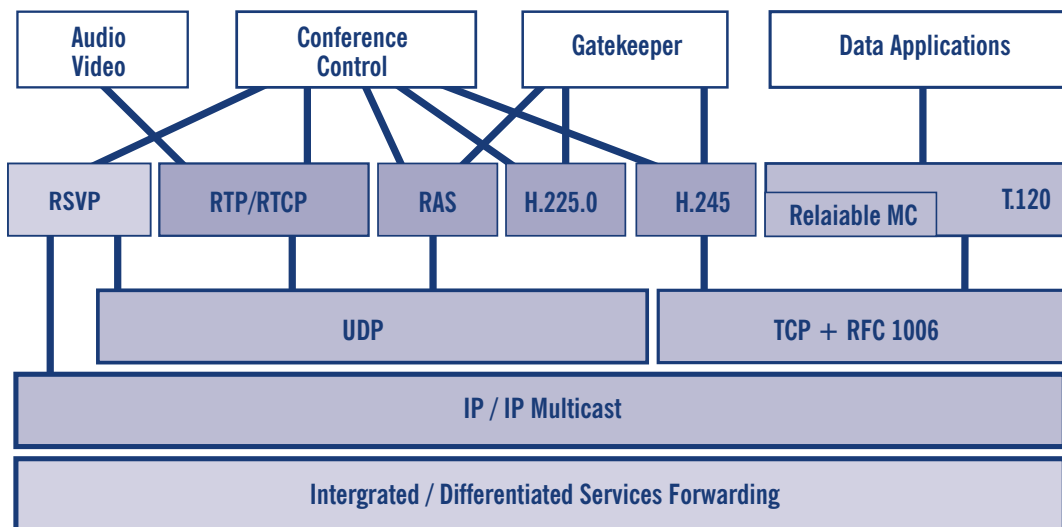 Audio
Video
Conference
Control
Gatekeeper
Data Applications
RSVP
RTP/RTCP
RAS
H.225.0
H.245
T.120
Relaiable MC
UDP
TCP + RFC 1006
IP / IP Multicast
Intergrated / Differentiated Services Forwarding